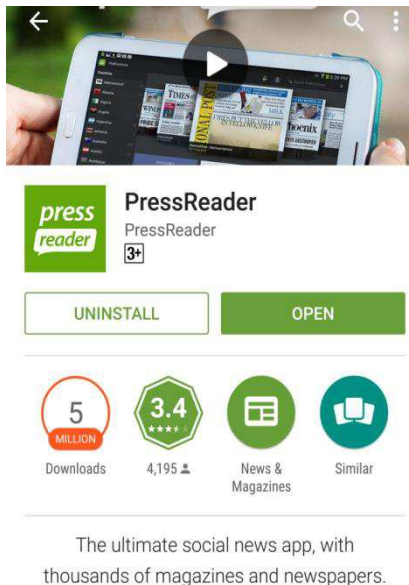 press
reader
PressReader
PressReader
3+
UNINSTALL
OPEN
5
MILLION
Downloads
3.4
4,195
News &
Magazines
Similar
The ultimate social news app, with
thousands of magazines and newspapers.